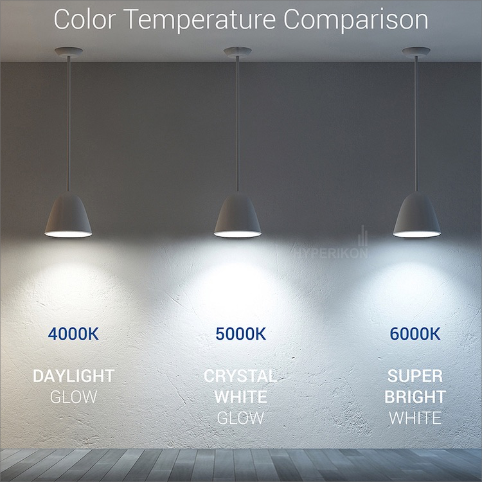 Color Temperature Comparison
HYPERIKON
4000K
5000K
6000K
DAYLIGHT
GLOW
CRYSTAL
WHITE
GLOW
SUPER
BRIGHT
WHITE